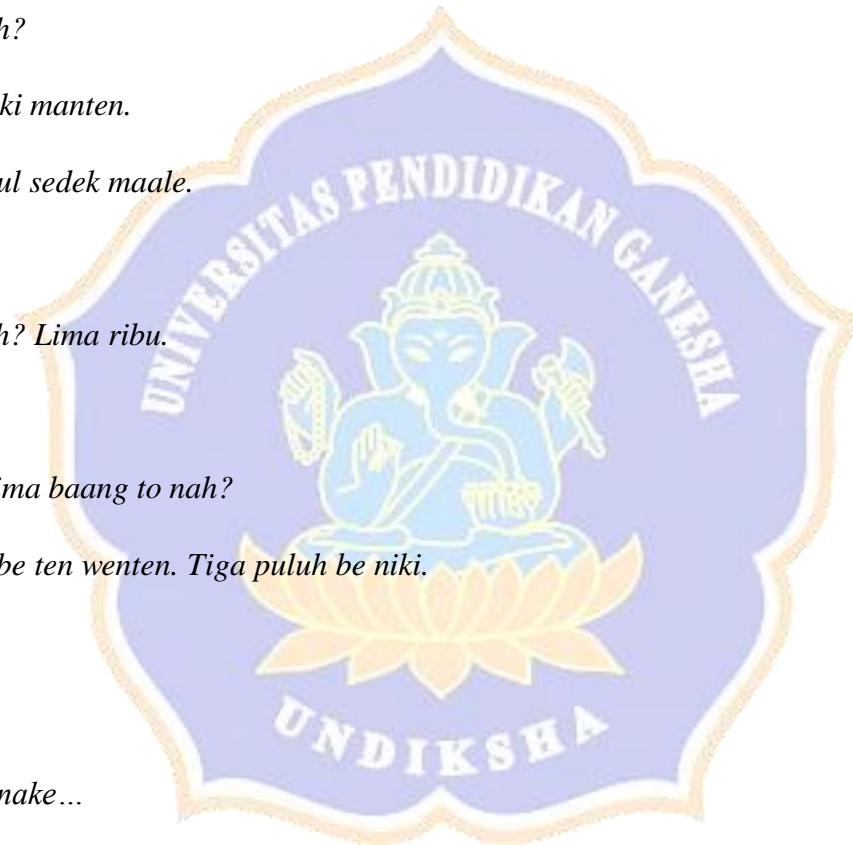 h?
ki manten.
ul sedek maale.
UNIVERSITAS PENDIDIKAN GANESHA
h? Lima ribu.
ima baang to nah?
be ten wenten. Tiga puluh be niki.
UNDIKSHA
nake…